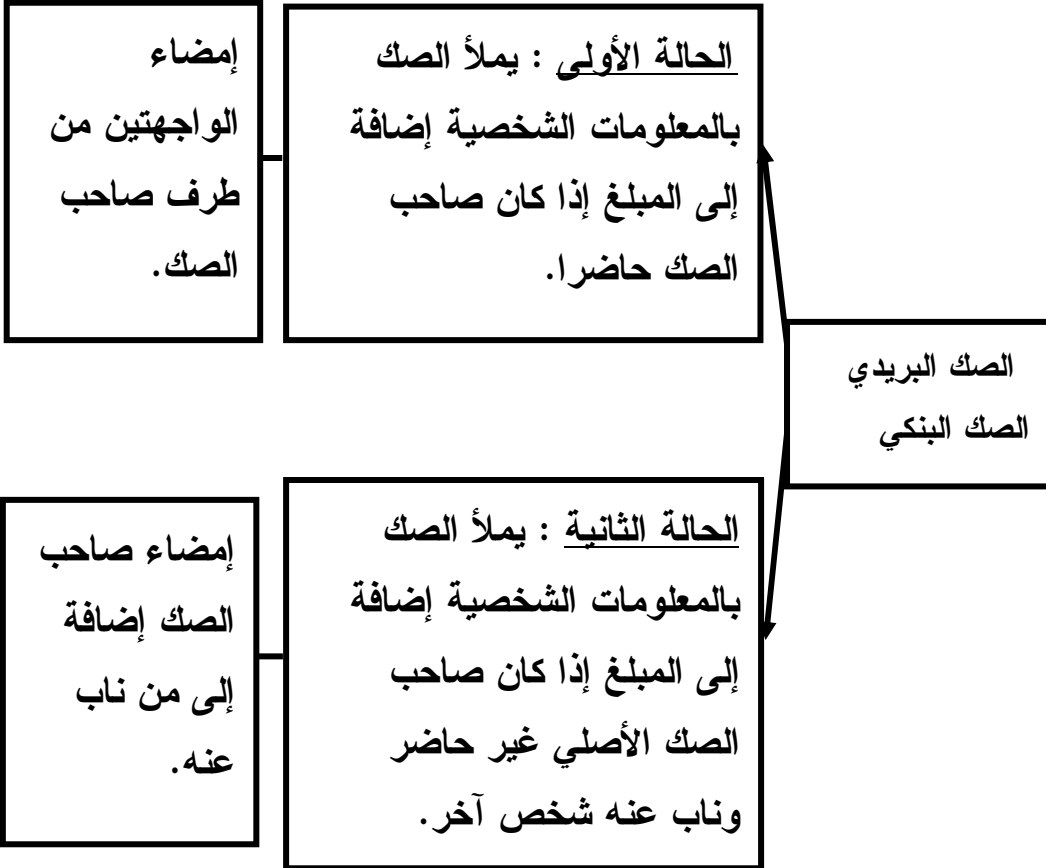 الصك البريدي
الصك البنكي
الحالة الأولى : يملأ الصك
بالمعلومات الشخصية إضافة
إلى المبلغ إذا كان صاحب
الصك حاضرا.
إمضاء
الواجهتين من
طرف صاحب
الصك.
الحالة الثانية : يملأ الصك
بالمعلومات الشخصية إضافة
إلى المبلغ إذا كان صاحب
الصك الأصلي غير حاضر
وناب عنه شخص آخر.
إمضاء صاحب
الصك إضافة
إلى من ناب
عنه.